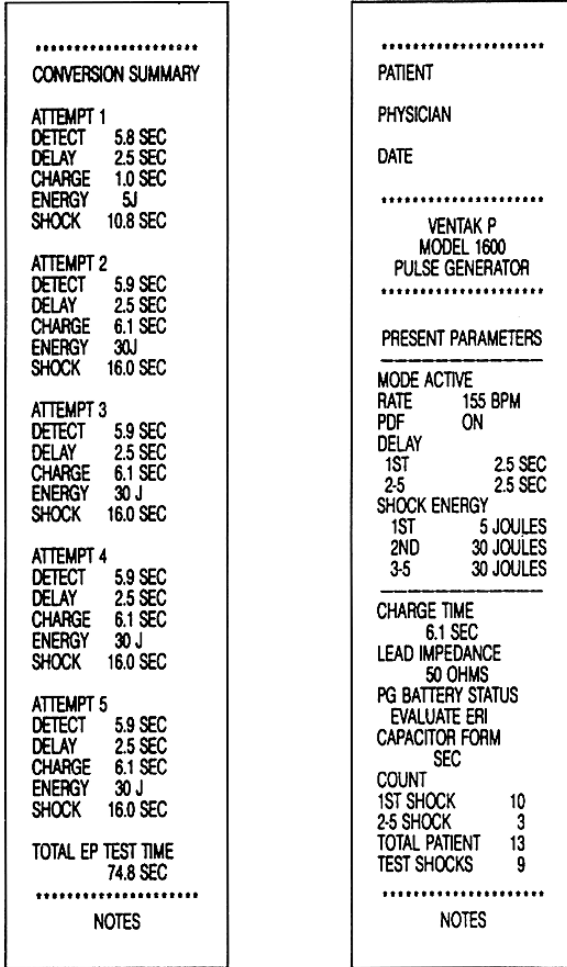 CONVERSION SUMMARY
ATTEMPT 1
DETECT 5.8 SEC
DELAY 2.5 SEC
CHARGE 1.0 SEC
ENERGY 5J
SHOCK 10.8 SEC
ATTEMPT 2
DETECT 5.9 SEC
DELAY 2.5 SEC
CHARGE 6.1 SEC
ENERGY 30J
SHOCK 16.0 SEC
ATTEMPT 3
DETECT 5.9 SEC
DELAY 2.5 SEC
CHARGE 6.1 SEC
ENERGY 30 J
SHOCK 16.0 SEC
ATTEMPT 4
DETECT 5.9 SEC
DELAY 2.5 SEC
CHARGE 6.1 SEC
ENERGY 30 J
SHOCK 16.0 SEC
ATTEMPT 5
DETECT 5.9 SEC
DELAY 2.5 SEC
CHARGE 6.1 SEC
ENERGY 30 J
SHOCK 16.0 SEC
TOTAL EP TEST TIME
74.8 SEC
NOTES
PATIENT
PHYSICIAN
DATE
VENTAK P
MODEL 1600
PULSE GENERATOR
PRESENT PARAMETERS
MODE ACTIVE
RATE 155 BPM
PDF ON
DELAY
1ST 2.5 SEC
2-5 2.5 SEC
SHOCK ENERGY
1ST 5 JOULES
2ND 30 JOULES
3-5 30 JOULES
CHARGE TIME
6.1 SEC
LEAD IMPEDANCE
50 OHMS
PG BATTERY STATUS
EVALUATE ERI
CAPACITOR FORM
SEC
COUNT
1ST SHOCK 10
2-5 SHOCK 3
TOTAL PATIENT 13
TEST SHOCKS 9
NOTES